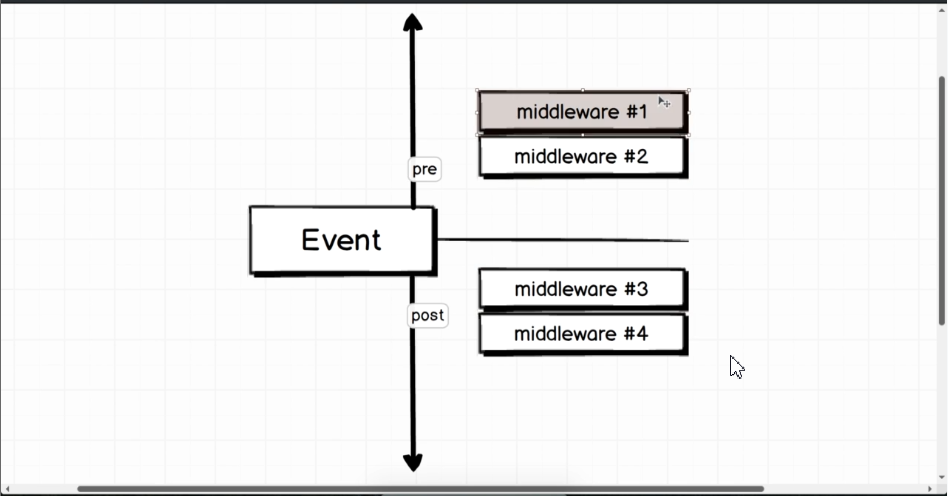 middleware #1
middleware #2
pre
Event
middleware #3
post
middleware #4